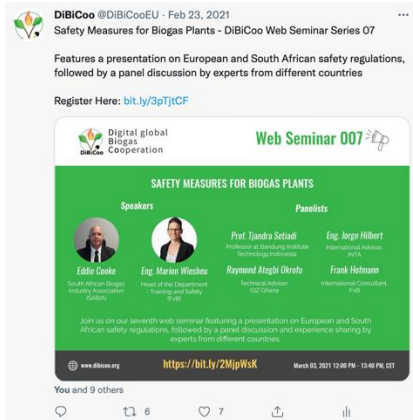 DiBiCoo @DiBiCooEU · Feb 23, 2021 ...
Safety Measures for Biogas Plants - DiBiCoo Web Seminar Series 07
Features a presentation on European and South African safety regulations,
followed by a panel discussion by experts from different countries
Register Here: bit.ly/3pTjtCF
DiBiCoo
Digital global
Biogas
Cooperation
Web Seminar 007
SAFETY MEASURES FOR BIOGAS PLANTS
Speakers
Panelists
Eddie Cooke
South African Biogas
Industry Association
(SABIA)
Eng. Marion Wiesheu
Head of the Department
- Training and Safety
(FvB)
Prof. Tjandra Setiadi
Professor at Bandung Institute
Technology, Indonesia
Eng. Jorge Hilbert
International Advisor,
INTA
Raymond Ategbi Okrofu
Technical Advisor,
GIZ Ghana
Frank Hofmann
International Consultant,
FvB
Join us on our seventh web seminar featuring a presentation on European and South
African safety regulations, followed by a panel discussion and experience sharing by
experts from different countries.
www.dibicoo.org
https://bit.ly/2MjpWsK
March 03, 2021 12:00 PM - 13:40 PM, CET
You and 9 others
6
7